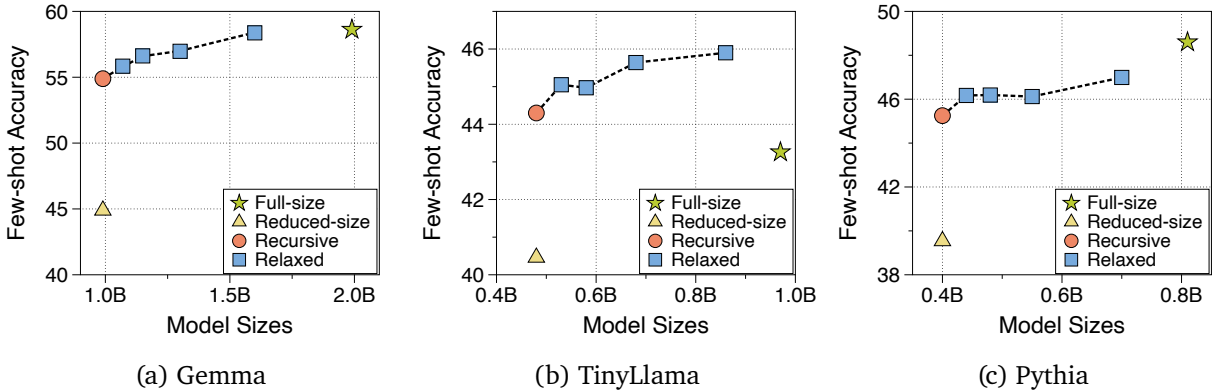 Few-shot Accuracy
60
55
50
45
40
1.0B
1.5B
2.0B
Model Sizes
Full-size
Reduced-size
Recursive
Relaxed
(a) Gemma
Few-shot Accuracy
46
44
42
40
0.4B
0.6B
0.8B
1.0B
Model Sizes
Full-size
Reduced-size
Recursive
Relaxed
(b) TinyLlama
Few-shot Accuracy
50
46
42
38
0.4B
0.6B
0.8B
Model Sizes
Full-size
Reduced-size
Recursive
Relaxed
(c) Pythia